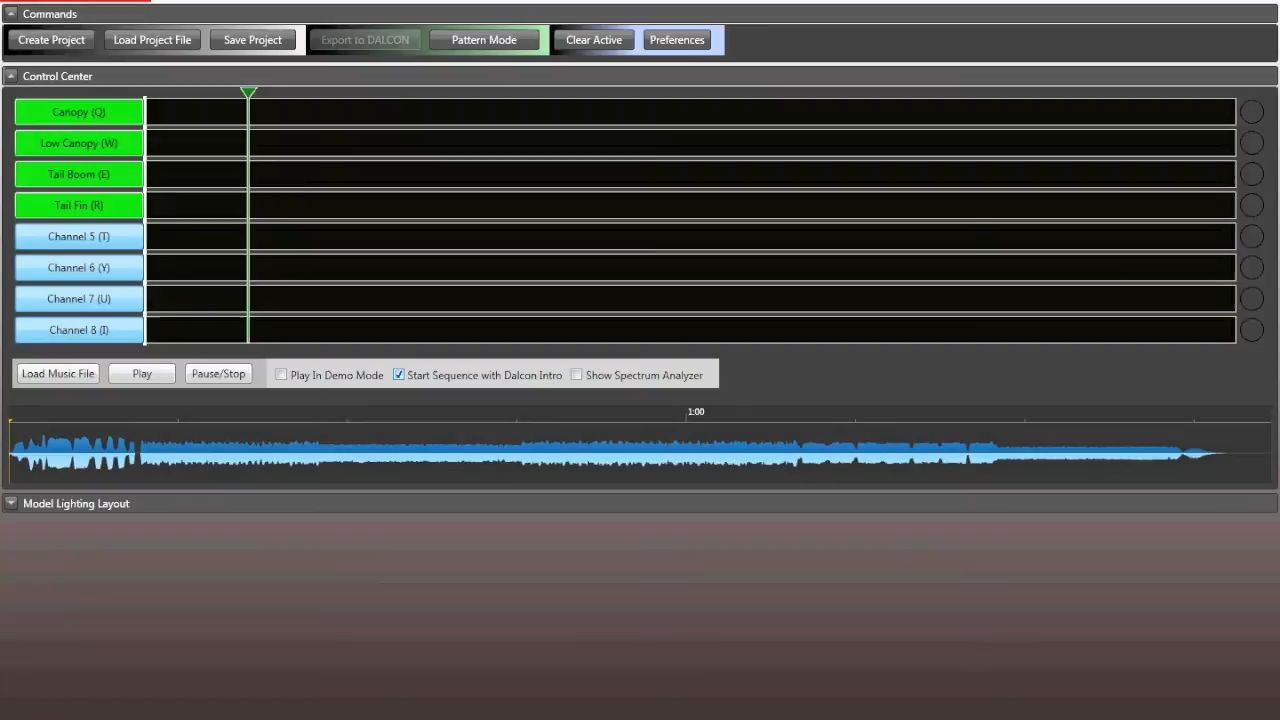 Commands
Create Project Load Project File Save Project Export to DALCON Pattern Mode Clear Active Preferences
Control Center
Canopy (Q)
Low Canopy (W)
Tail Boom (E)
Tail Fin (R)
Channel 5 (T)
Channel 6 (Y)
Channel 7 (U)
Channel 8 (I)
Load Music File Play Pause/Stop Play In Demo Mode Start Sequence with Dalcon Intro Show Spectrum Analyzer
1:00
Model Lighting Layout